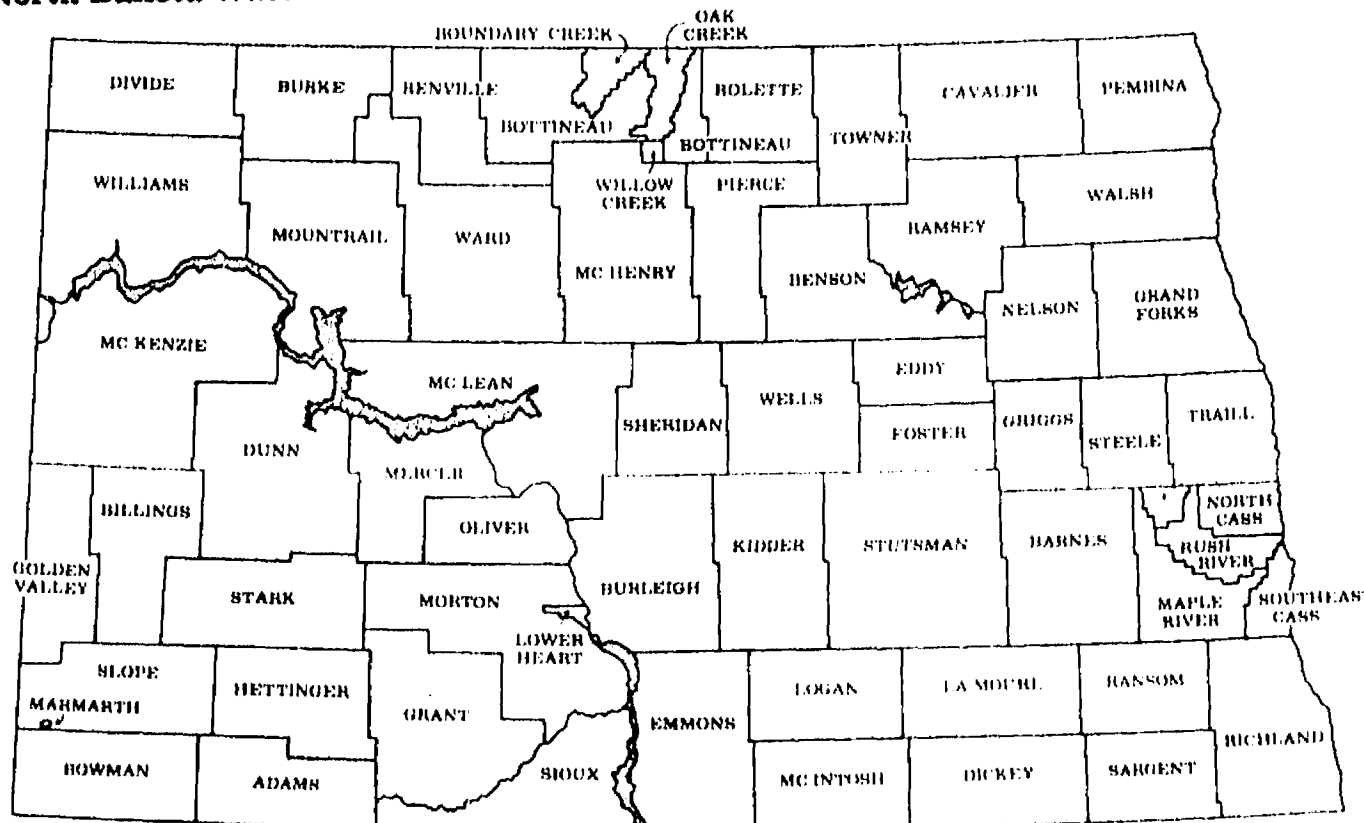 OAK
CREEK
BOUNDARY CREEK
DIVIDE
BURKE
RENVILLE
BOTTINEAU
ROLETTE
BOTTINEAU
TOWNER
CAVALIER
PEMBINA
WILLIAMS
MOUNTRAIL
WARD
WILLOW
CREEK
MC HENRY
PIERCE
BENSON
RAMSEY
WALSH
NELSON
GRAND
FORKS
MC KENZIE
MC LEAN
SHERIDAN
WELLS
EDDY
FOSTER
GRIGGS
STEELE
TRAILL
DUNN
MERCER
OLIVER
BILLINGS
GOLDEN
VALLEY
STARK
MORTON
LOWER
HEART
BURLEIGH
KIDDER
STUTSMAN
BARNES
NORTH
CASS
RUSH
RIVER
MAPLE
RIVER
SOUTHEAS
CASS
SLOPE
MARMARTH
HETTINGER
GRANT
EMMONS
LOGAN
LA MOURE
RANSOM
RICHLAND
BOWMAN
ADAMS
SIOUX
MC INTOSH
DICKEY
SARGENT